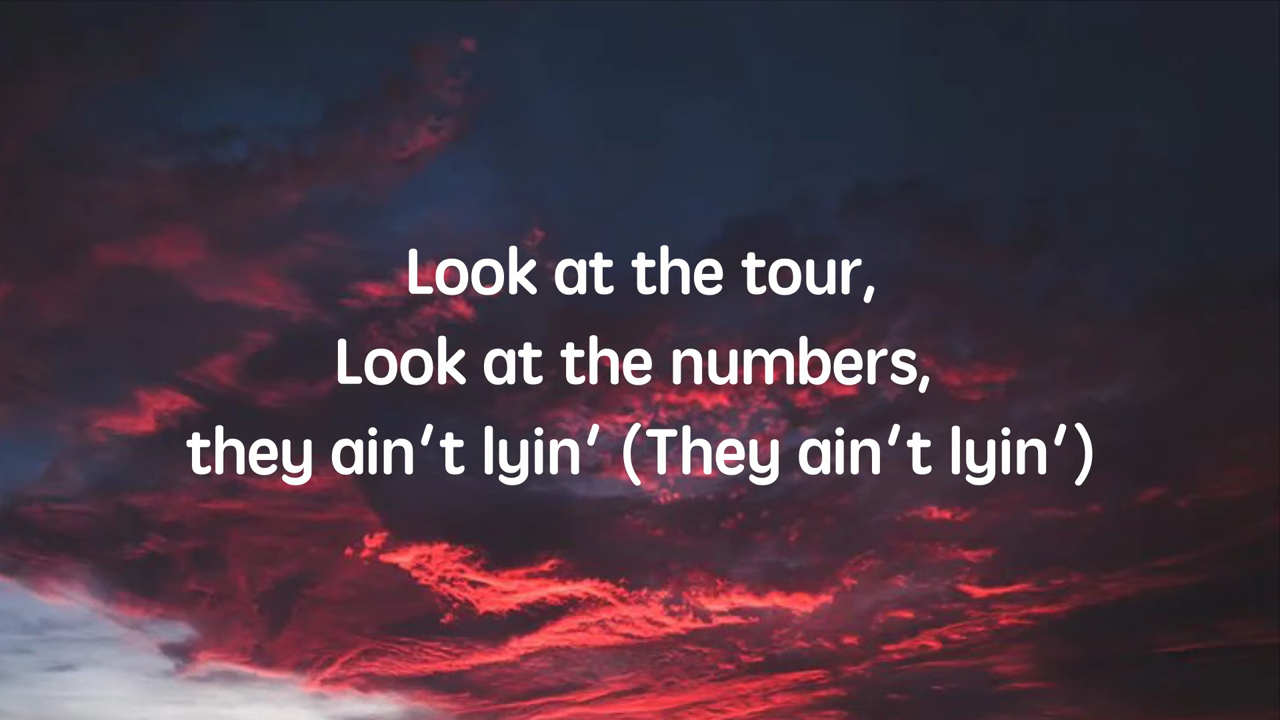 Look at the tour,
Look at the numbers,
they ain't lyin' (They ain't lyin')